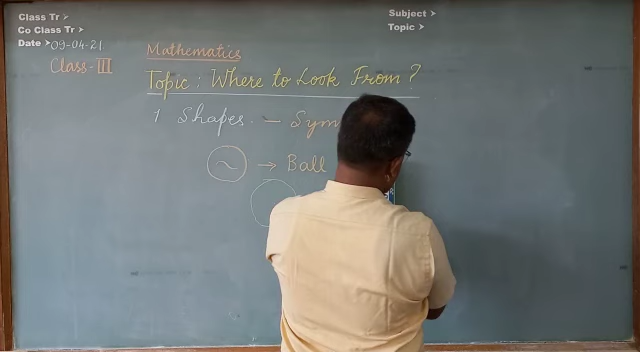 Class Tr >
Subject >
Co Class Tr >
Topic >
Date > 09-04-21
Mathematics
Class-III
Topic : Where to Look From ?
1 Shapes. — Sym
→ Ball